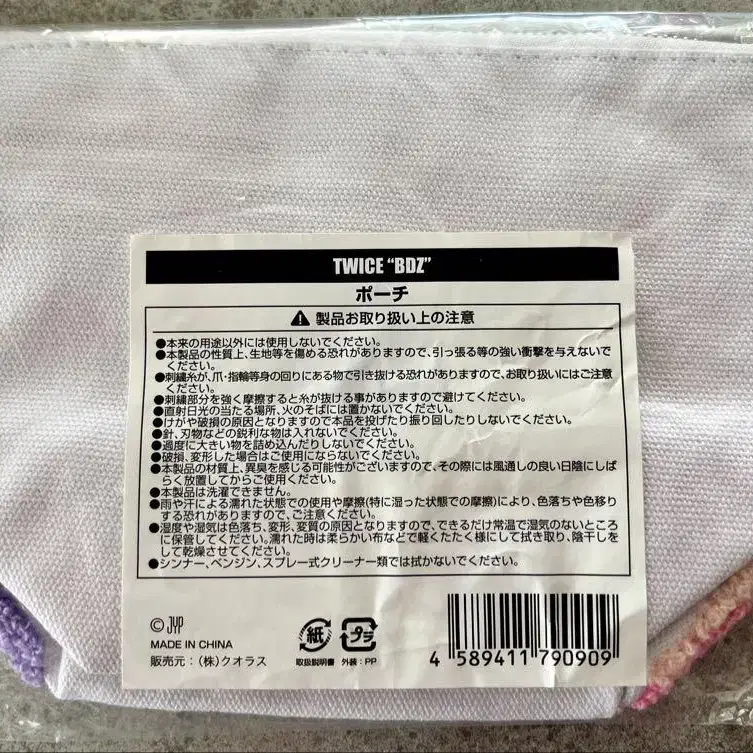 TWICE “BDZ”
ポーチ
製品お取り扱い上の注意
●本来の用途以外には使用しないでください。
●本製品の性質上、生地等を傷める恐れがありますので、引っ張る等の強い衝撃を与えないで
ください。
●刺繍糸が、爪・指輪等身の回りにある物で引き抜ける恐れがありますので、お取り扱いにはご注意
ください。
●刺繍部分を強く摩擦すると糸が抜ける事がありますので避けてください。
●直射日光の当たる場所、火のそばには置かないでください。
●けがや破損の原因となりますので本品を投げたり振り回したりしないでください。
●針、刃物などの鋭利な物は入れないでください。
●過度に大きい物を詰め込んだりしないでください。
●破損、変形した場合はご使用にならないでください。
●本製品の材質上、異臭を感じる可能性がございますので、その際には風通しの良い日陰にしば
らく放置してからご使用ください。
●本製品は洗濯できません。
●雨や汗による濡れた状態での使用や摩擦(特に湿った状態での摩擦)により、色落ちや色移り
する恐れがありますので、ご注意ください。
●湿度や湿気は色落ち、変形、変質の原因となりますので、できるだけ常温で湿気のないところ
に保管してください。濡れた時は柔らかい布などで軽くたたく様にして拭き取り、陰干しを
して乾燥させてください。
●シンナー、ベンジン、スプレー式クリーナー類では拭かないでください。
© JYP
MADE IN CHINA
販売元：(株)クオラス
紙
取扱説明書
プラ
外装：PP
4 589411 790909